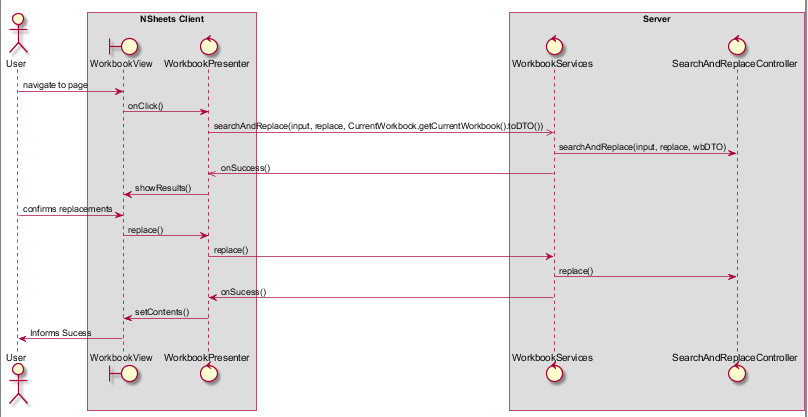 NSheets Client
Server
User
WorkbookView
WorkbookPresenter
WorkbookServices
SearchAndReplaceController
navigate to page
onClick()
searchAndReplace(input, replace, CurrentWorkbook.getCurrentWorkbook().toDTO())
searchAndReplace(input, replace, wbDTO)
onSuccess()
showResults()
confirms replacements
replace()
replace()
replace()
onSucess()
setContents()
Informs Sucess
User
WorkbookView
WorkbookPresenter
WorkbookServices
SearchAndReplaceController